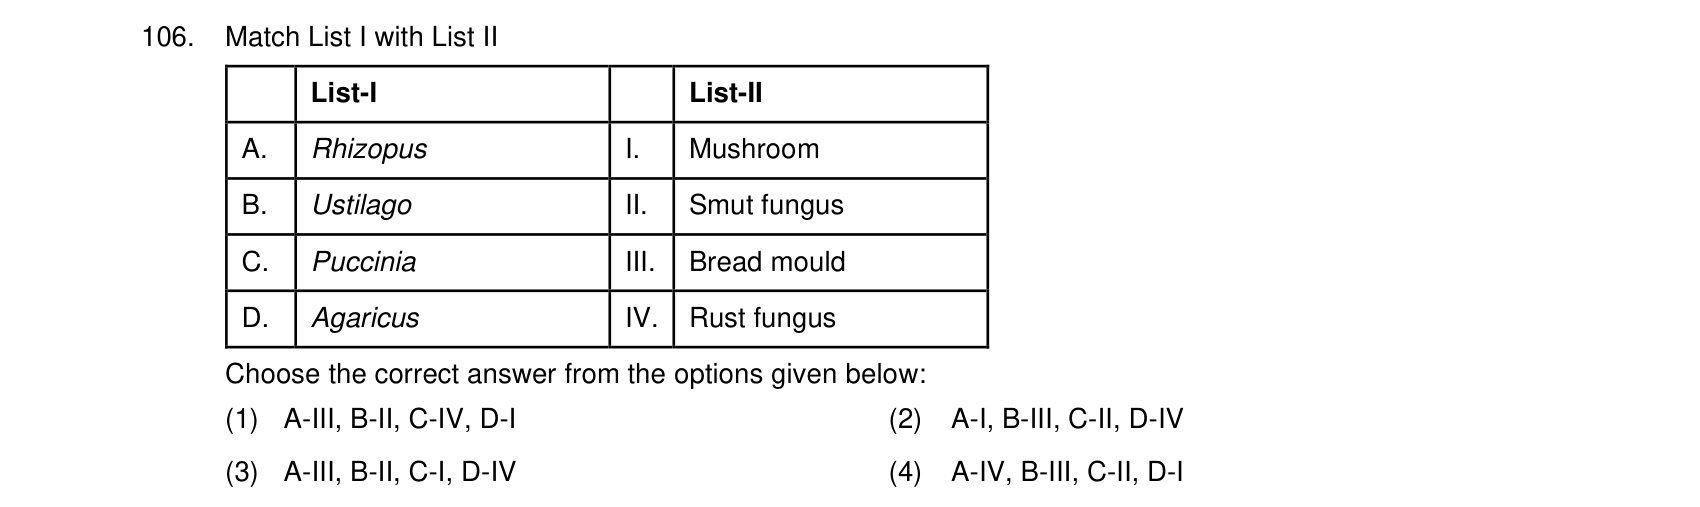 106. Match List I with List II
List-I List-II
A. Rhizopus I. Mushroom
B. Ustilago II. Smut fungus
C. Puccinia III. Bread mould
D. Agaricus IV. Rust fungus
Choose the correct answer from the options given below:
(1) A-III, B-II, C-IV, D-I (2) A-I, B-III, C-II, D-IV
(3) A-III, B-II, C-I, D-IV (4) A-IV, B-III, C-II, D-I